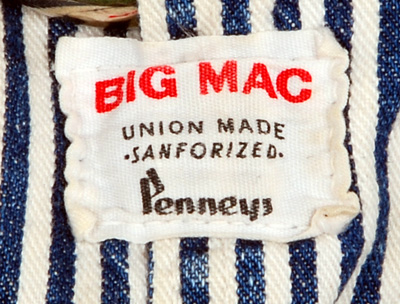 BIG MAC
UNION MADE
·SANFORIZED·
Penneys